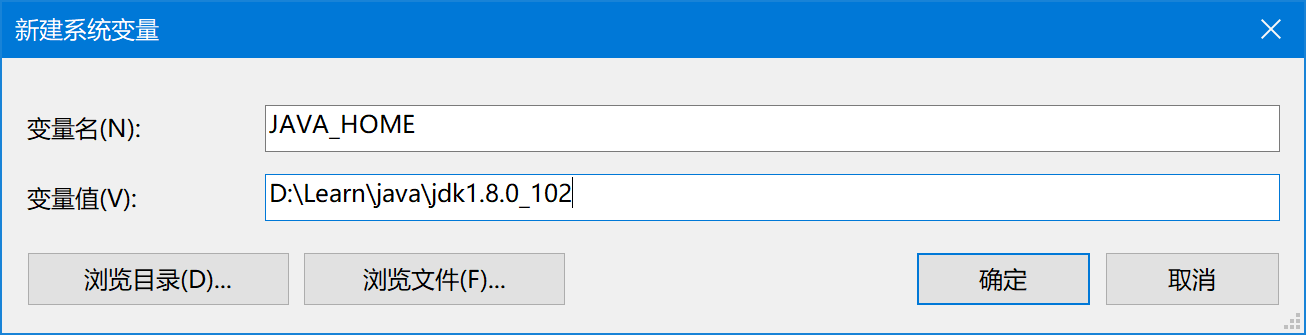 新建系统变量
变量名(N):
JAVA_HOME
变量值(V):
D:\Learn\java\jdk1.8.0_102
浏览目录(D)...
浏览文件(F)...
确定
取消